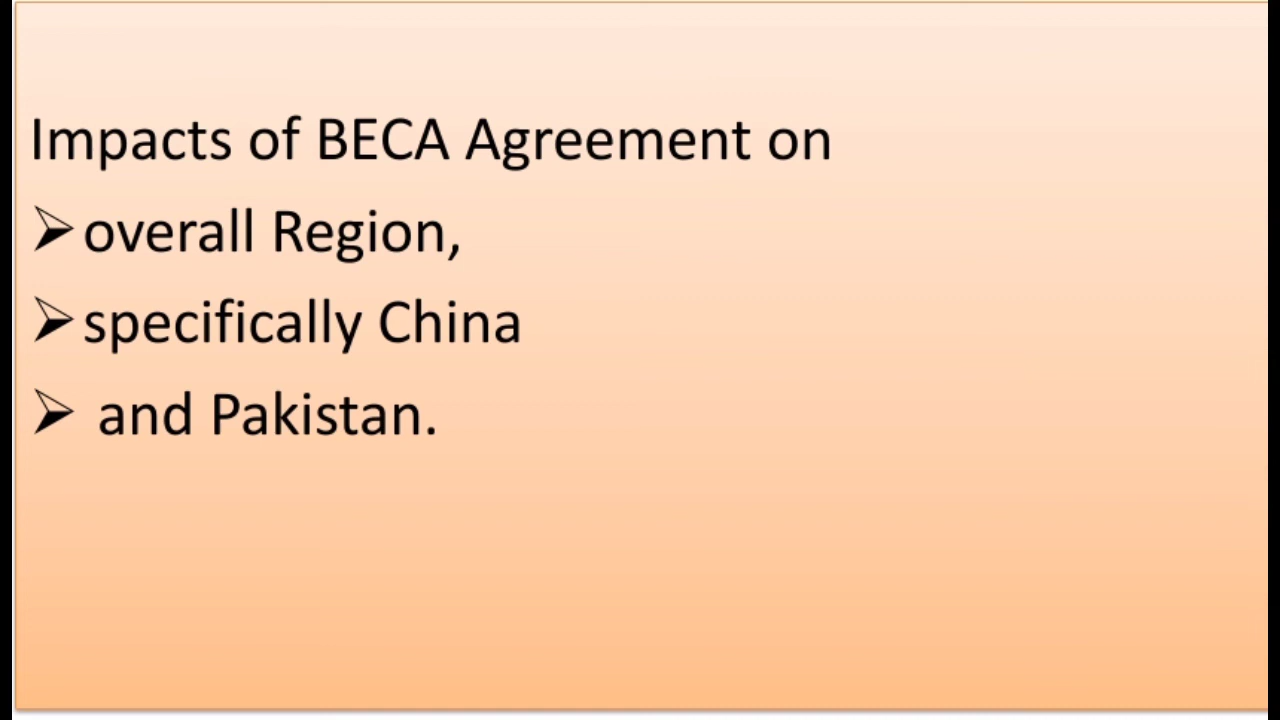 Impacts of BECA Agreement on
➢ overall Region,
➢ specifically China
➢ and Pakistan.